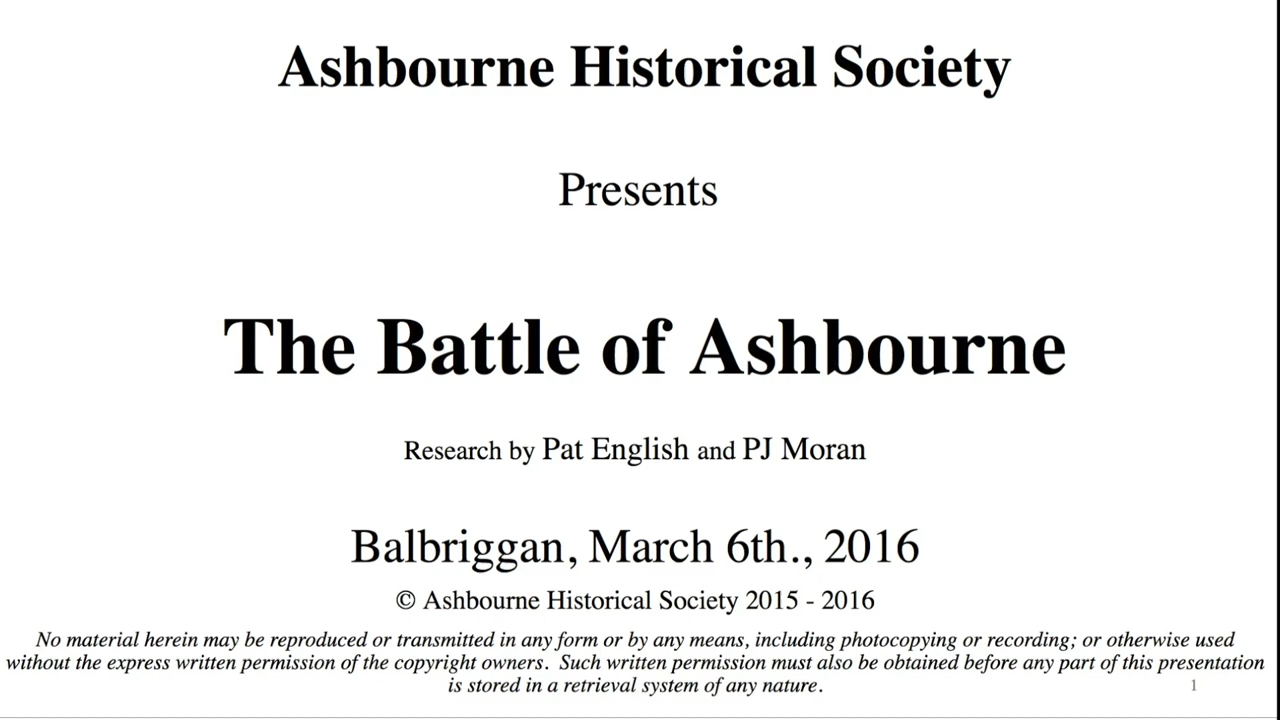 Ashbourne Historical Society
Presents
The Battle of Ashbourne
Research by Pat English and PJ Moran
Balbriggan, March 6th., 2016
© Ashbourne Historical Society 2015 - 2016
No material herein may be reproduced or transmitted in any form or by any means, including photocopying or recording; or otherwise used
without the express written permission of the copyright owners. Such written permission must also be obtained before any part of this presentation
is stored in a retrieval system of any nature.
1